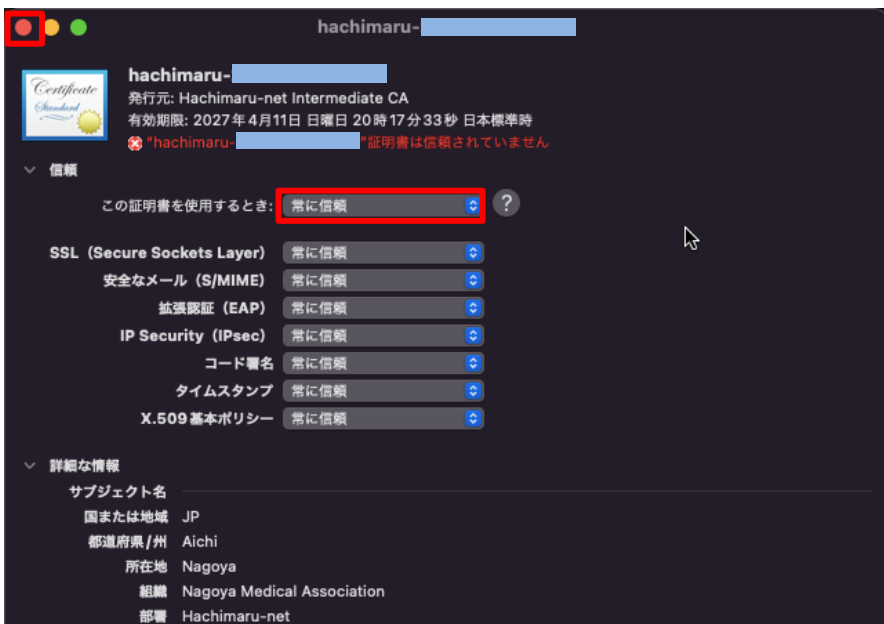 hachimaru-
Certificate
Standard
hachimaru-
発行元: Hachimaru-net Intermediate CA
有効期限: 2027年4月11日 日曜日 20時17分33秒 日本標準時
"hachimaru- "証明書は信頼されていません
信頼
この証明書を使用するとき: 常に信頼 ?
SSL（Secure Sockets Layer） 常に信頼
安全なメール（S/MIME） 常に信頼
拡張認証（EAP） 常に信頼
IP Security（IPsec） 常に信頼
コード署名 常に信頼
タイムスタンプ 常に信頼
X.509基本ポリシー 常に信頼
詳細な情報
サブジェクト名
国または地域 JP
都道府県/州 Aichi
所在地 Nagoya
組織 Nagoya Medical Association
部署 Hachimaru-net